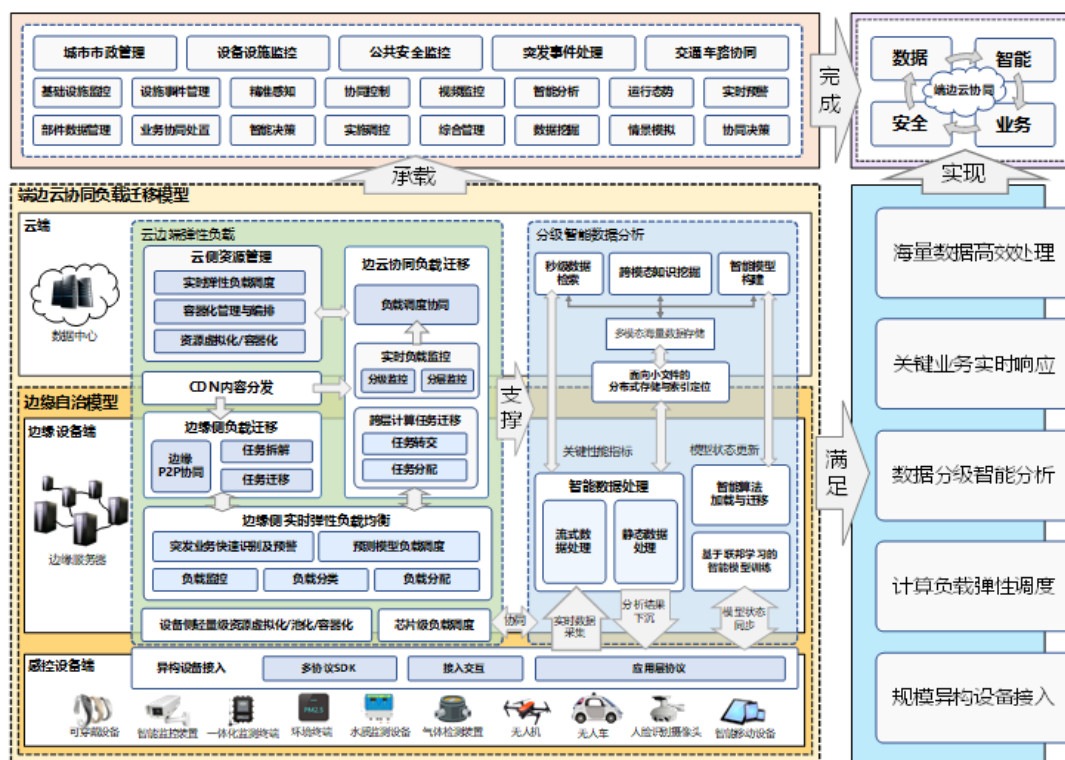 城市市政管理
设备设施监控
公共安全监控
突发事件处理
交通车路协同
基础设施监控
设施事件管理
精准感知
协同控制
视频监控
智能分析
运行态势
实时预警
部件数据管理
业务协同处置
智能决策
实施调控
综合管理
数据挖掘
情景模拟
协同决策
完成
数据
智能
端边云协同
安全
业务
承载
实现
端边云协同负载迁移模型
云端
数据中心
云边端弹性负载
云侧资源管理
实时弹性负载调度
容器化管理与编排
资源虚拟化/容器化
边云协同负载迁移
负载调度协同
实时负载监控
分级监控
分层监控
CDN内容分发
跨层计算任务迁移
任务转交
任务分配
分级智能数据分析
秒级数据
检索
跨模态知识挖掘
智能模型
构建
多模态海量数据存储
面向小文件的
分布式存储与索引定位
支撑
边缘自治模型
边缘设备端
边缘服务器
边缘侧负载迁移
边缘
P2P协同
任务拆解
任务迁移
边缘侧实时弹性负载均衡
突发业务快速识别及预警
预测模型负载调度
负载监控
负载分类
负载分配
设备侧轻量级资源虚拟化/池化/容器化
芯片级负载调度
协同
关键性能指标
模型状态更新
智能数据处理
流式数
据处理
静态数据
处理
智能算法
加载与迁移
基于联邦学习的
智能模型训练
实时数据
采集
分析结果
下沉
模型状态
同步
感控设备端
异构设备接入
多协议SDK
接入交互
应用层协议
可穿戴设备
智能监控装置
一体化监测终端
PM2.5
环境终端
水质监测设备
气体检测装置
无人机
无人车
人脸识别摄像头
智能移动设备
满足
海量数据高效处理
关键业务实时响应
数据分级智能分析
计算负载弹性调度
规模异构设备接入